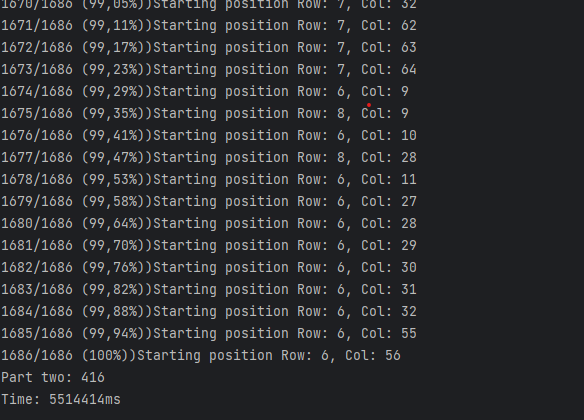 1670/1686 (99,05%))Starting position Row: 7, Col: 32
1671/1686 (99,11%))Starting position Row: 7, Col: 62
1672/1686 (99,17%))Starting position Row: 7, Col: 63
1673/1686 (99,23%))Starting position Row: 7, Col: 64
1674/1686 (99,29%))Starting position Row: 6, Col: 9
1675/1686 (99,35%))Starting position Row: 8, Col: 9
1676/1686 (99,41%))Starting position Row: 6, Col: 10
1677/1686 (99,47%))Starting position Row: 8, Col: 28
1678/1686 (99,53%))Starting position Row: 6, Col: 11
1679/1686 (99,58%))Starting position Row: 6, Col: 27
1680/1686 (99,64%))Starting position Row: 6, Col: 28
1681/1686 (99,70%))Starting position Row: 6, Col: 29
1682/1686 (99,76%))Starting position Row: 6, Col: 30
1683/1686 (99,82%))Starting position Row: 6, Col: 31
1684/1686 (99,88%))Starting position Row: 6, Col: 32
1685/1686 (99,94%))Starting position Row: 6, Col: 55
1686/1686 (100%))Starting position Row: 6, Col: 56
Part two: 416
Time: 5514414ms